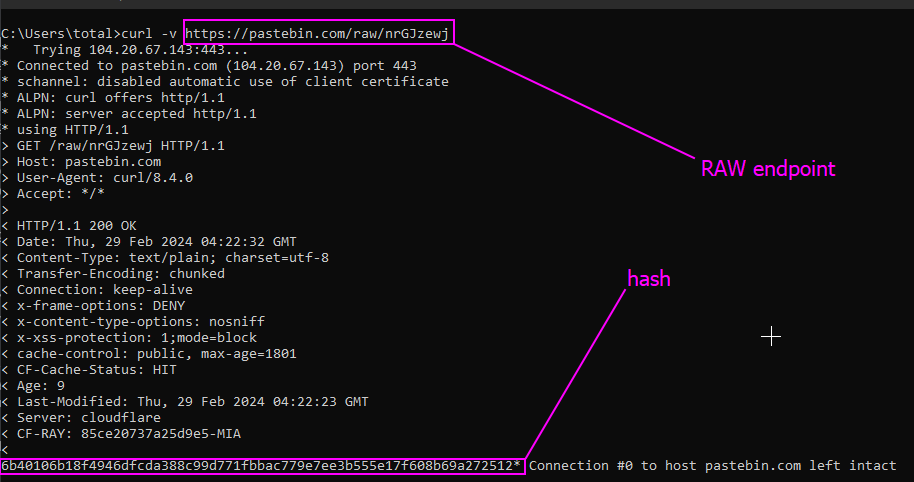 C:\Users\total>curl -v https://pastebin.com/raw/nrGJzewj
*   Trying 104.20.67.143:443...
* Connected to pastebin.com (104.20.67.143) port 443
* schannel: disabled automatic use of client certificate
* ALPN: curl offers http/1.1
* ALPN: server accepted http/1.1
* using HTTP/1.1
> GET /raw/nrGJzewj HTTP/1.1
> Host: pastebin.com
RAW endpoint
> User-Agent: curl/8.4.0
> Accept: */*
>
< HTTP/1.1 200 OK
< Date: Thu, 29 Feb 2024 04:22:32 GMT
< Content-Type: text/plain; charset=utf-8
< Transfer-Encoding: chunked
hash
< Connection: keep-alive
< x-frame-options: DENY
< x-content-type-options: nosniff
< x-xss-protection: 1;mode=block
< cache-control: public, max-age=1801
< CF-Cache-Status: HIT
< Age: 9
< Last-Modified: Thu, 29 Feb 2024 04:22:23 GMT
< Server: cloudflare
< CF-RAY: 85ce20737a25d9e5-MIA
<
6b40106b18f4946dfcda388c99d771fbbac779e7ee3b555e17f608b69a272512* Connection #0 to host pastebin.com left intact